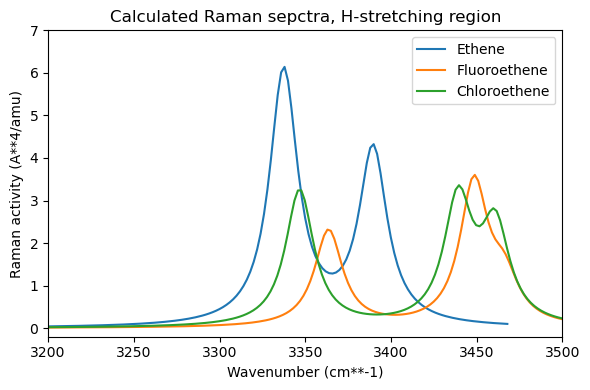 Calculated Raman sepctra, H-stretching region
7
6
5
4
3
2
1
0
Raman activity (A**4/amu)
Ethene
Fluoroethene
Chloroethene
3200
3250
3300
3350
3400
3450
3500
Wavenumber (cm**-1)